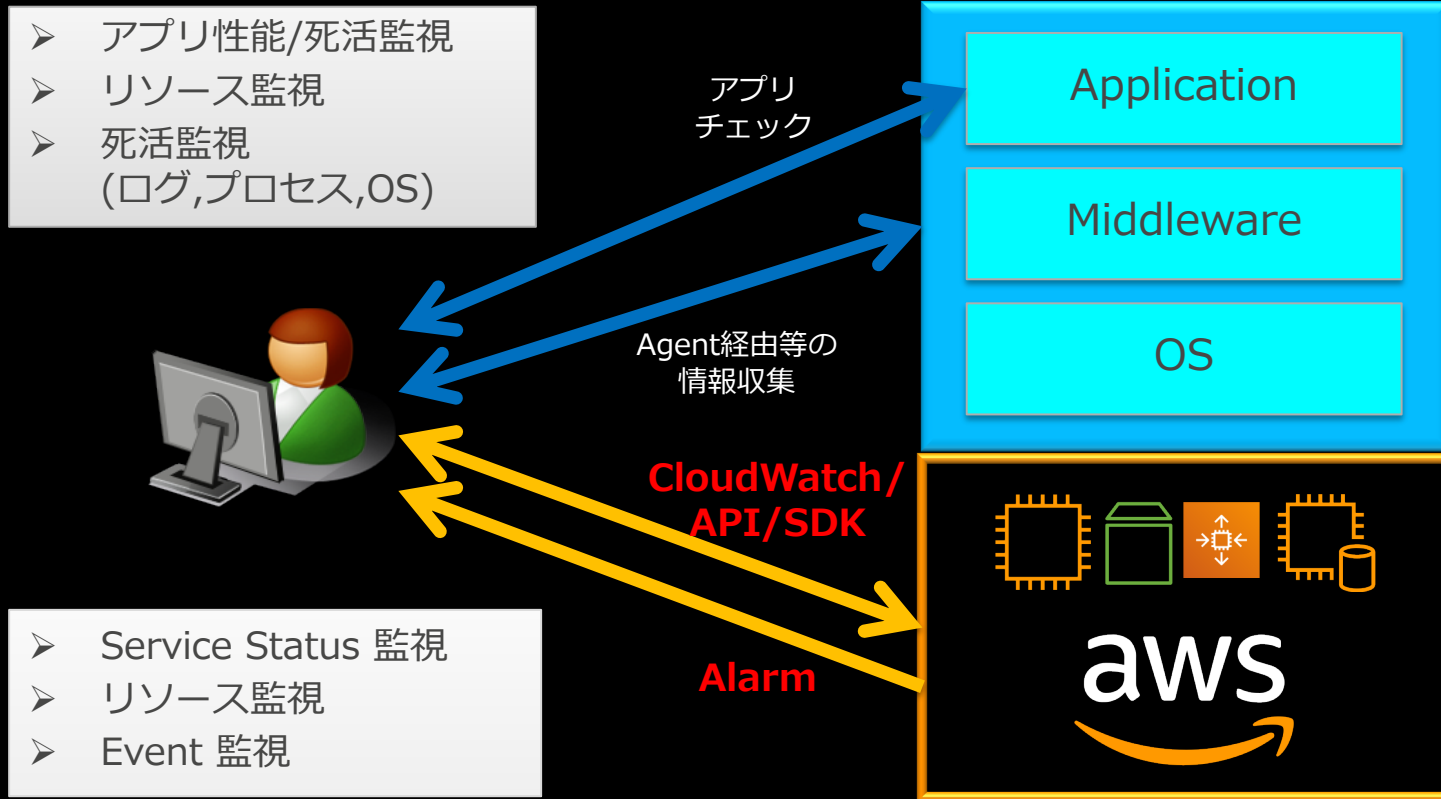 ➢ アプリ性能/死活監視
➢ リソース監視
➢ 死活監視
(ログ,プロセス,OS)
アプリ
チェック
Application
Middleware
OS
Agent経由等の
情報収集
CloudWatch/
API/SDK
Alarm
aws
➢ Service Status 監視
➢ リソース監視
➢ Event 監視